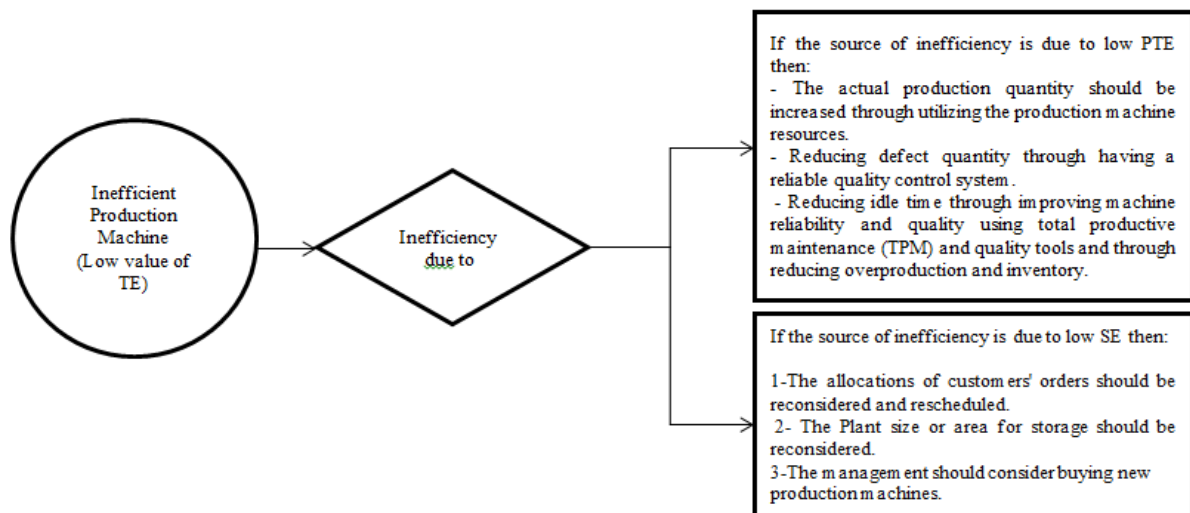 Inefficient
Production
Machine
(Low value of
TE)
Inefficiency
due to
If the source of inefficiency is due to low PTE
then:
- The actual production quantity should be
increased through utilizing the production machine
resources.
- Reducing defect quantity through having a
reliable quality control system.
- Reducing idle time through improving machine
reliability and quality using total productive
maintenance (TPM) and quality tools and through
reducing overproduction and inventory.
If the source of inefficiency is due to low SE then:
1-The allocations of customers' orders should be
reconsidered and rescheduled.
2- The Plant size or area for storage should be
reconsidered.
3-The management should consider buying new
production machines.